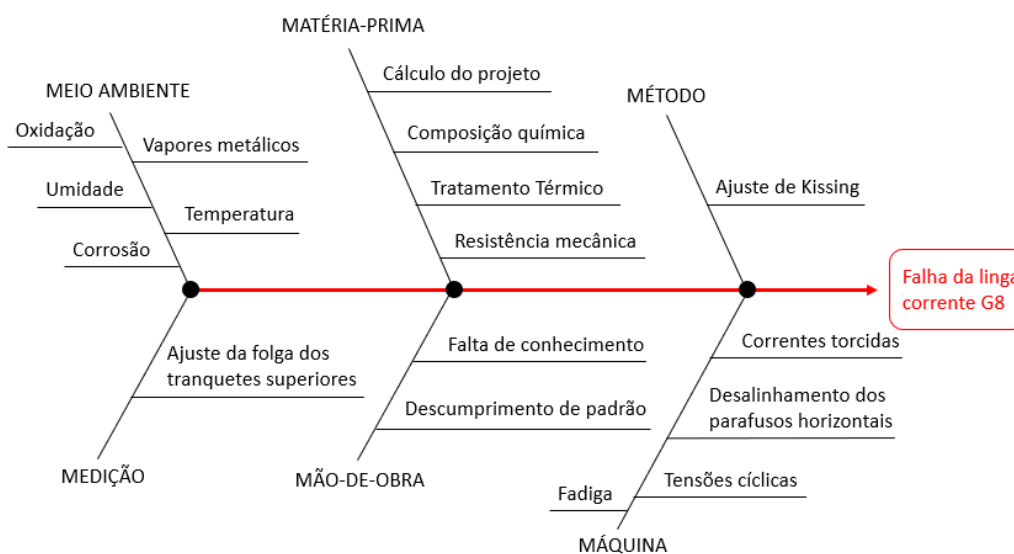 MATÉRIA-PRIMA
Cálculo do projeto
Composição química
Tratamento Térmico
Resistência mecânica
MEIO AMBIENTE
Oxidação
Vapores metálicos
Umidade
Temperatura
Corrosão
MÉTODO
Ajuste de Kissing
Falha da linga
corrente G8
Ajuste da folga dos
tranquetes superiores
MEDIÇÃO
Falta de conhecimento
Descumprimento de padrão
MÃO-DE-OBRA
Correntes torcidas
Desalinhamento dos
parafusos horizontais
Tensões cíclicas
Fadiga
MÁQUINA